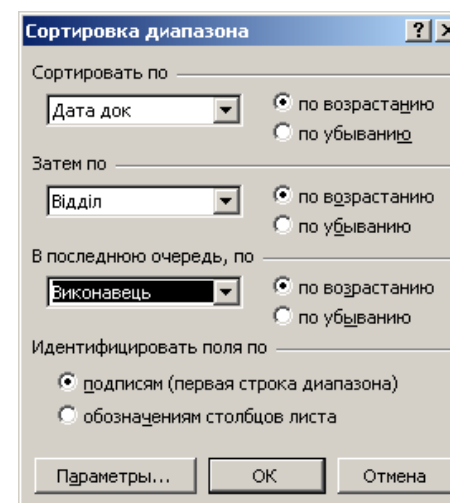 Сортировка диапазона
Сортировать по
Дата док
по возрастанию
по убыванию
Затем по
Відділ
по возрастанию
по убыванию
В последнюю очередь, по
Виконавець
по возрастанию
по убыванию
Идентифицировать поля по
подписям (первая строка диапазона)
обозначениям столбцов листа
Параметры... ОК Отмена